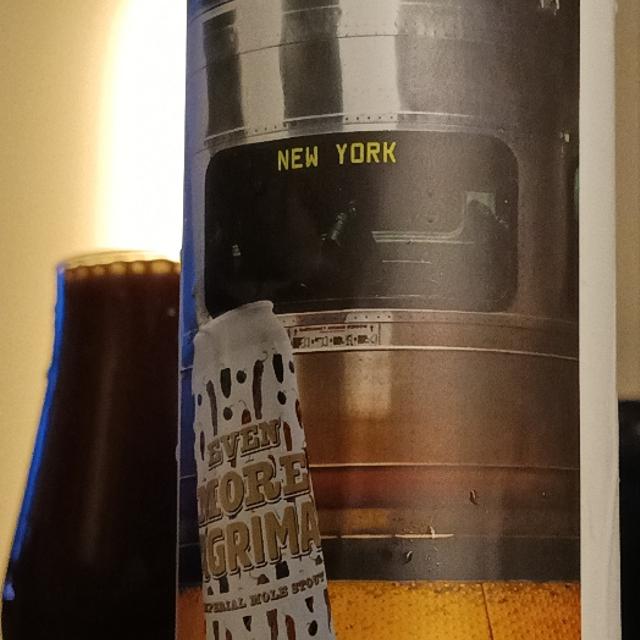 NEW YORK
EVEN
MORE
GRIMA
PERIAL MOLE STOUT